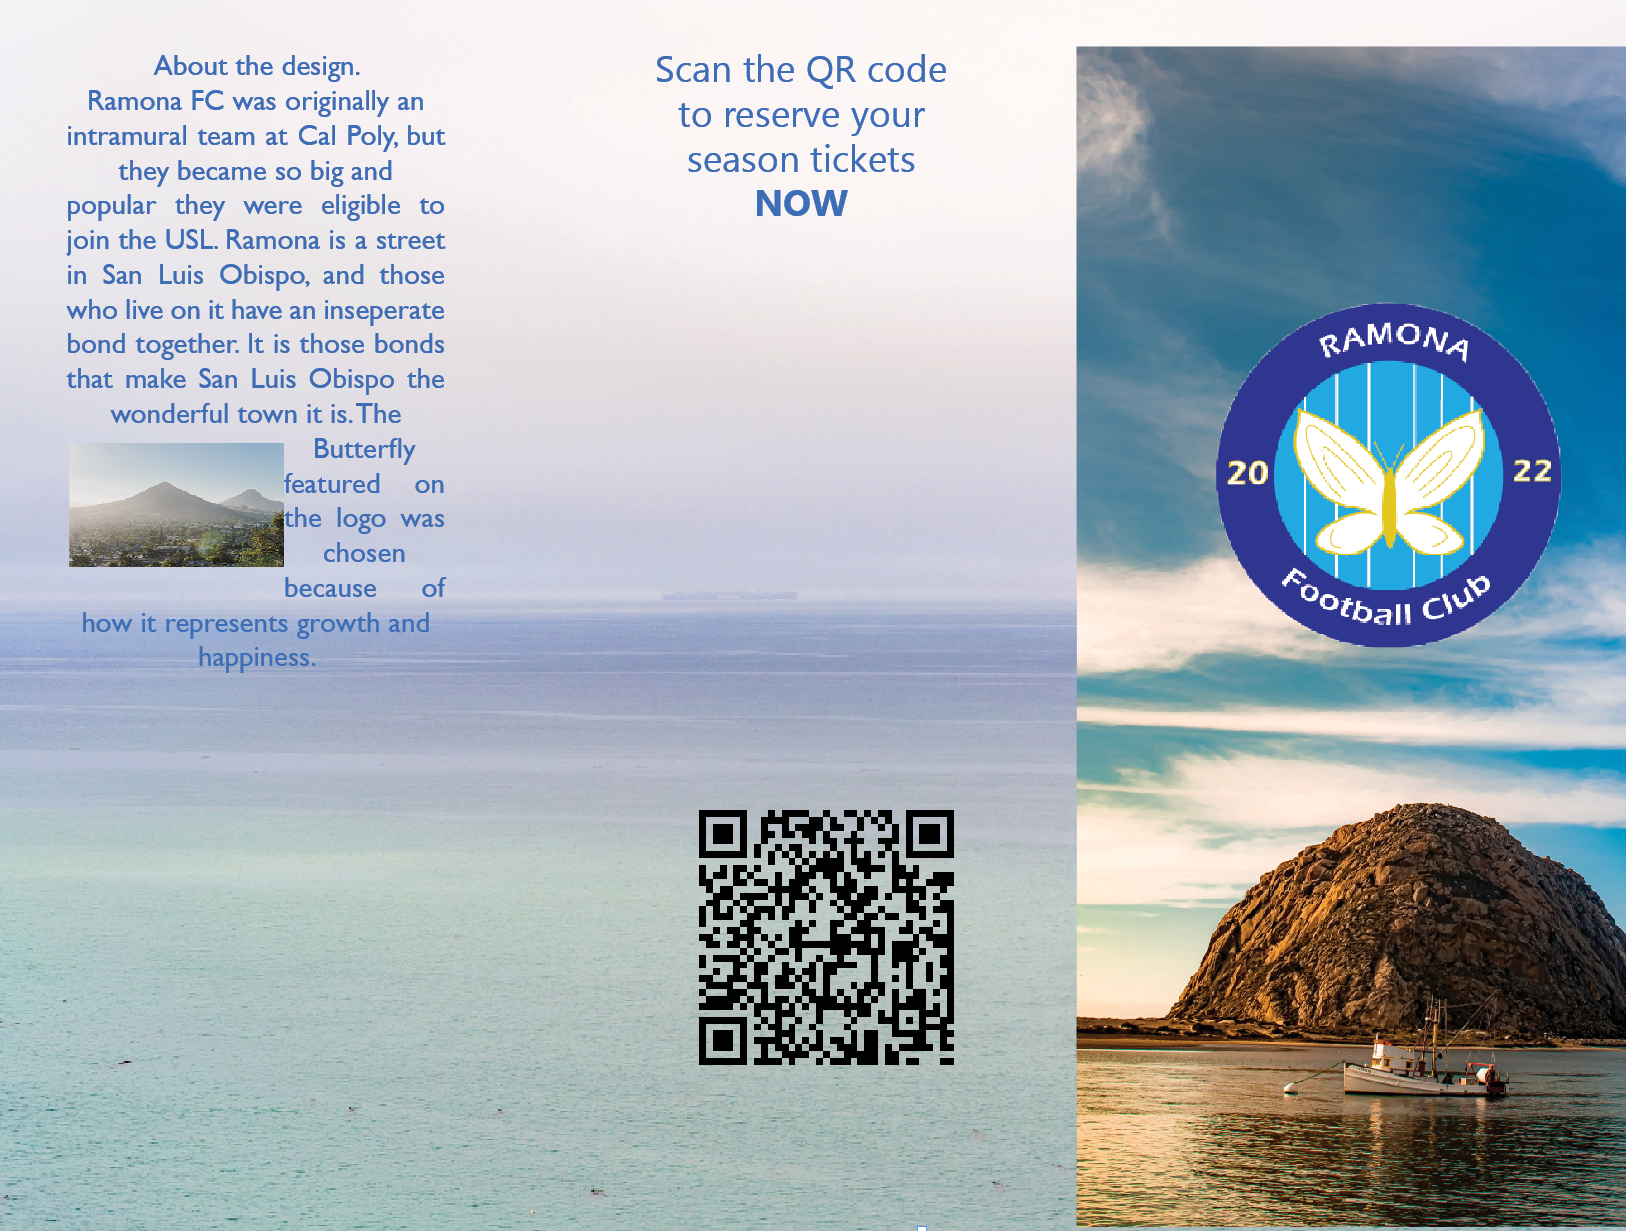 About the design.
Ramona FC was originally an
intramural team at Cal Poly, but
they became so big and
popular they were eligible to
join the USL. Ramona is a street
in San Luis Obispo, and those
who live on it have an inseperate
bond together. It is those bonds
that make San Luis Obispo the
wonderful town it is. The
Butterfly
featured on
the logo was
chosen
because of
how it represents growth and
happiness.
Scan the QR code
to reserve your
season tickets
NOW
RAMONA
20 22
Football Club